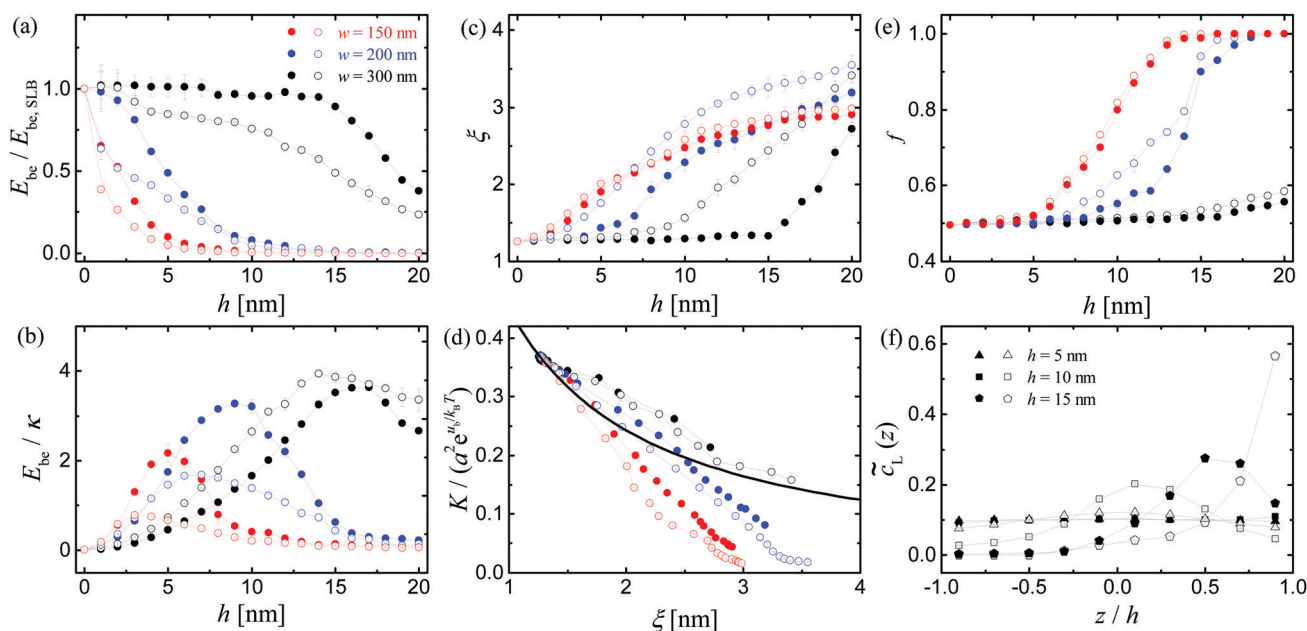 (a)
w = 150 nm
w = 200 nm
w = 300 nm
1.0
0.5
0.0
E_be / E_be, SLB
0 5 10 15 20
h [nm]
(b)
4
2
0
E_be / κ
0 5 10 15 20
h [nm]
(c)
4
3
2
1
ξ
0 5 10 15 20
h [nm]
(d)
0.4
0.3
0.2
0.1
0.0
K / (a²e^{u_b/k_BT})
1 2 3 4
ξ [nm]
(e)
1.0
0.8
0.6
0.4
f
0 5 10 15 20
h [nm]
(f)
h = 5 nm
h = 10 nm
h = 15 nm
0.6
0.4
0.2
0.0
c̃_L (z)
-1.0 -0.5 0.0 0.5 1.0
z / h